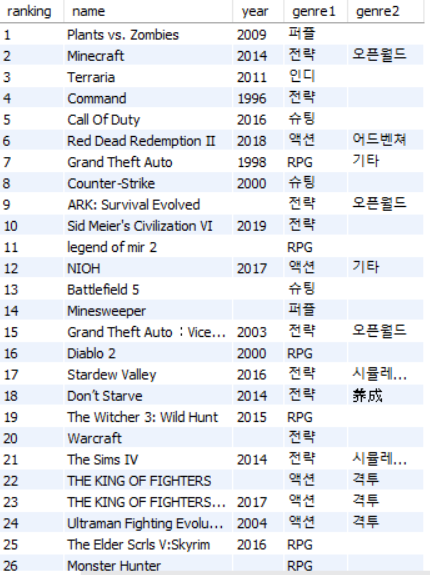 ranking name year genre1 genre2
1 Plants vs. Zombies 2009 퍼플
2 Minecraft 2014 전략 오픈월드
3 Terraria 2011 인디
4 Command 1996 전략
5 Call Of Duty 2016 슈팅
6 Red Dead Redemption II 2018 액션 어드벤쳐
7 Grand Theft Auto 1998 RPG 기타
8 Counter-Strike 2000 슈팅
9 ARK: Survival Evolved 전략 오픈월드
10 Sid Meier's Civilization VI 2019 전략
11 legend of mir 2 RPG
12 NIOH 2017 액션 기타
13 Battlefield 5 슈팅
14 Minesweeper 퍼플
15 Grand Theft Auto：Vice... 2003 전략 오픈월드
16 Diablo 2 2000 RPG
17 Stardew Valley 2016 전략 시뮬레...
18 Don't Starve 2014 전략 养成
19 The Witcher 3: Wild Hunt 2015 RPG
20 Warcraft 전략
21 The Sims IV 2014 전략 시뮬레...
22 THE KING OF FIGHTERS 액션 격투
23 THE KING OF FIGHTERS... 2017 액션 격투
24 Ultraman Fighting Evolu... 2004 액션 격투
25 The Elder Scrls V:Skyrim 2016 RPG
26 Monster Hunter RPG